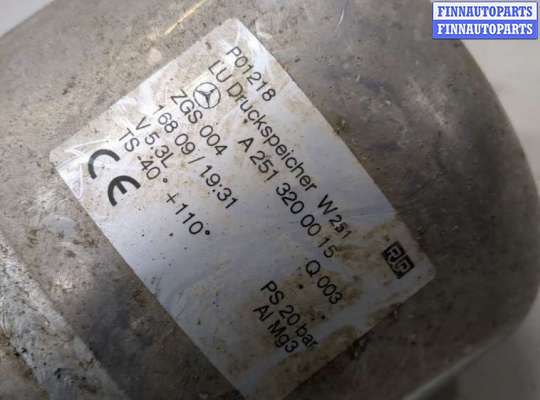 FINNAUTOPARTS
FINNAUTOPARTS
P01218
LU Druckspeicher W251
A 251 320 00 15 Q 003
ZGS 004
168 09 / 19:31
V 5.3L PS 20 bar
TS -40° +110° Al Mg3
CE